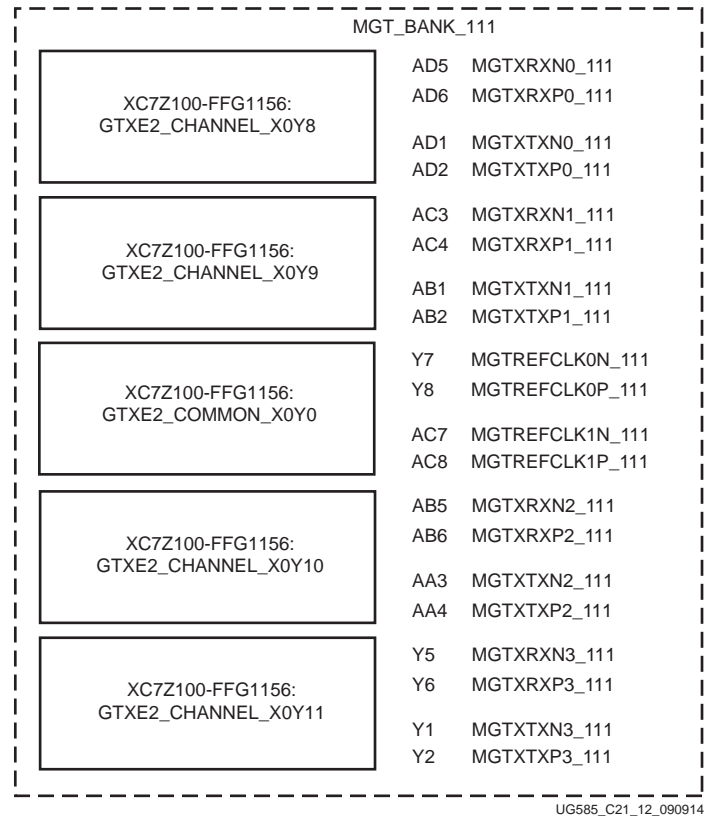 MGT_BANK_111
XC7Z100-FFG1156:
GTXE2_CHANNEL_X0Y8
AD5 MGTXRXN0_111
AD6 MGTXRXP0_111
AD1 MGTXTXN0_111
AD2 MGTXTXP0_111
XC7Z100-FFG1156:
GTXE2_CHANNEL_X0Y9
AC3 MGTXRXN1_111
AC4 MGTXRXP1_111
AB1 MGTXTXN1_111
AB2 MGTXTXP1_111
XC7Z100-FFG1156:
GTXE2_COMMON_X0Y0
Y7 MGTREFCLK0N_111
Y8 MGTREFCLK0P_111
AC7 MGTREFCLK1N_111
AC8 MGTREFCLK1P_111
XC7Z100-FFG1156:
GTXE2_CHANNEL_X0Y10
AB5 MGTXRXN2_111
AB6 MGTXRXP2_111
AA3 MGTXTXN2_111
AA4 MGTXTXP2_111
XC7Z100-FFG1156:
GTXE2_CHANNEL_X0Y11
Y5 MGTXRXN3_111
Y6 MGTXRXP3_111
Y1 MGTXTXN3_111
Y2 MGTXTXP3_111
UG585_C21_12_090914